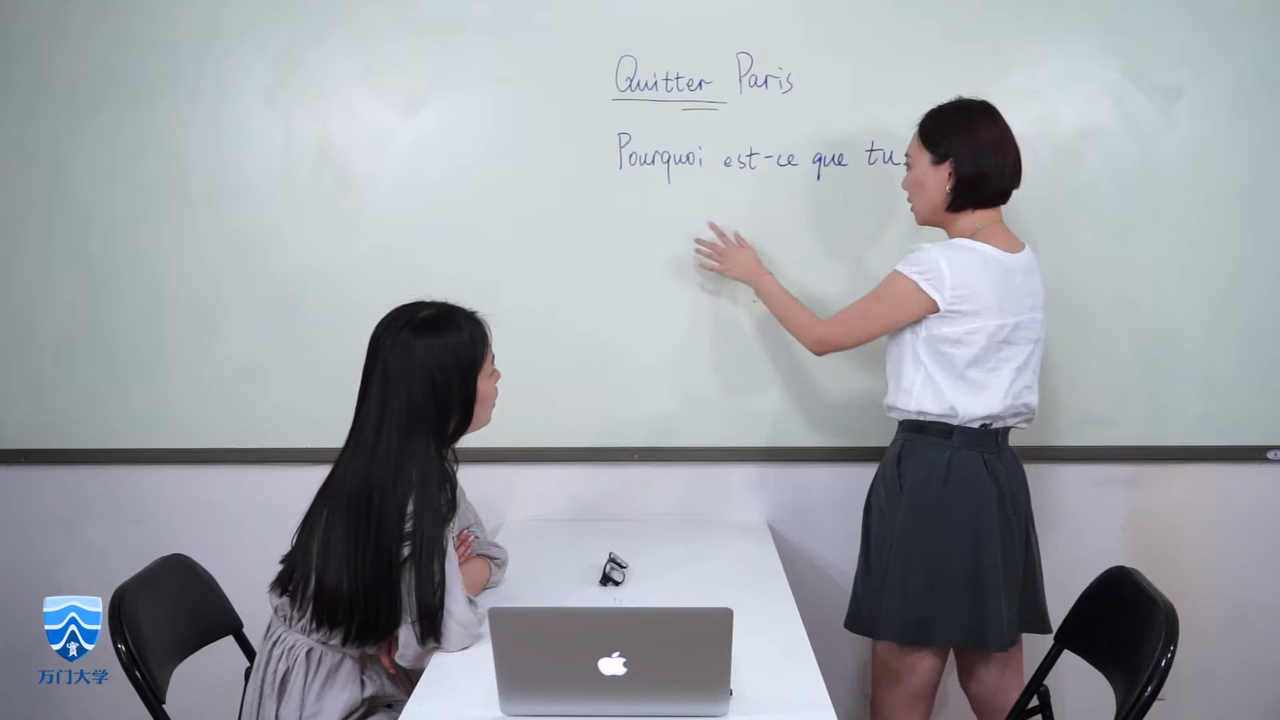 Quitter Paris
Pourquoi est-ce que tu
万门大学